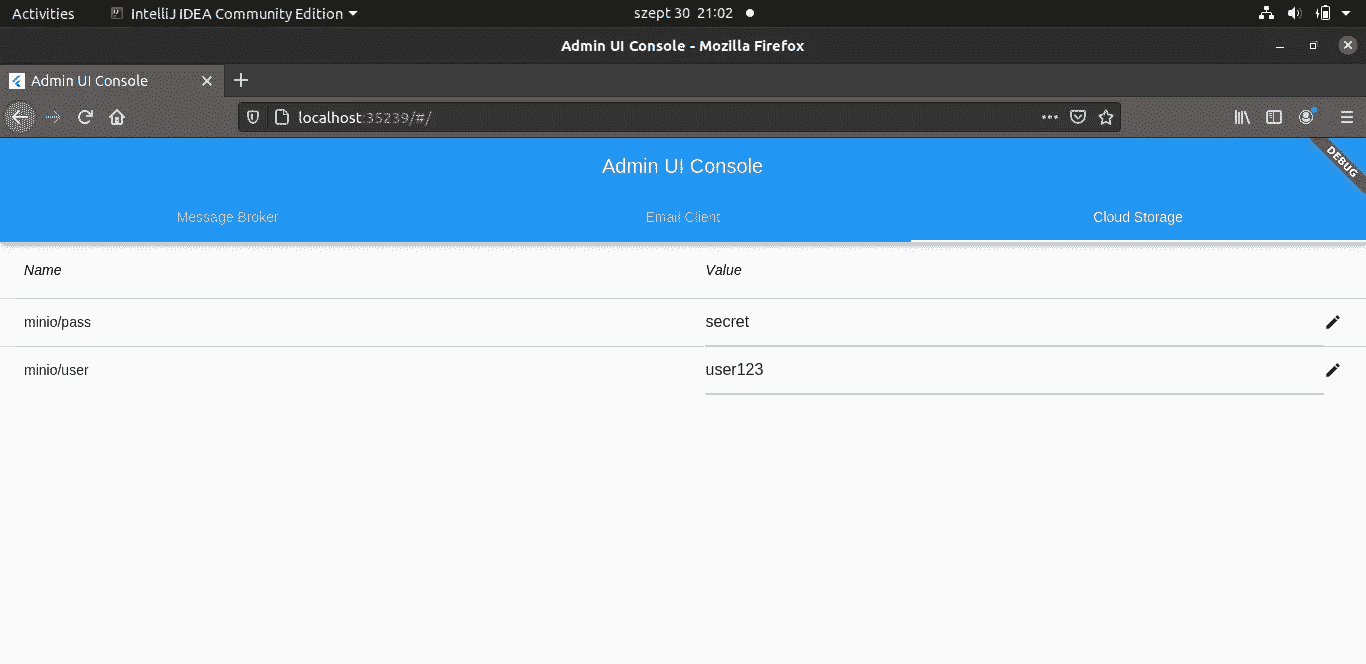 Activities IntelliJ IDEA Community Edition szept 30 21:02
Admin UI Console - Mozilla Firefox
Admin UI Console
localhost:35239/#/
Admin UI Console
DEBUG
Message Broker Email Client Cloud Storage
Name Value
minio/pass secret
minio/user user123